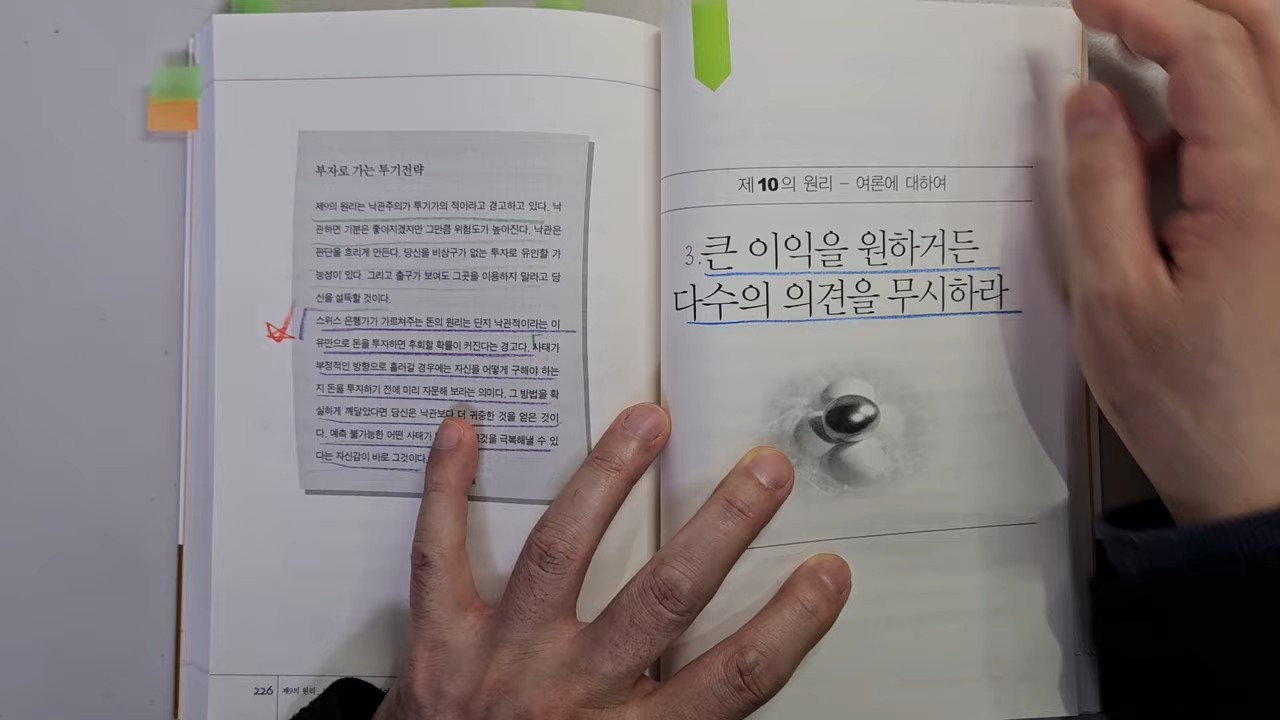 부자로 가는 투기전략
제9의 원리는 낙관주의가 투기가의 적이라고 경고하고 있다. 낙
관하면 기분은 좋아지겠지만 그만큼 위험도가 높아진다. 낙관은
판단을 흐리게 만든다. 당신을 비상구가 없는 투자로 유인할 가
능성이 있다. 그리고 출구가 보여도 그곳을 이용하지 말라고 당
신을 설득할 것이다.
스위스 은행가가 가르쳐주는 돈의 원리는 단지 낙관적이라는 이
유만으로 돈을 투자하면 후회할 확률이 커진다는 경고다. 사태가
부정적인 방향으로 흘러갈 경우에는 자신을 어떻게 구해야 하는
지 돈을 투자하기 전에 미리 자문해 보라는 의미다. 그 방법을 확
실하게 깨달았다면 당신은 낙관보다 더 귀중한 것을 얻은 것이
다. 예측 불가능한 어떤 사태가 그것을 극복해낼 수 있
다는 자신감이 바로 그것이다
226 제9의 원리
제10의 원리 – 여론에 대하여
3. 큰 이익을 원하거든
다수의 의견을 무시하라